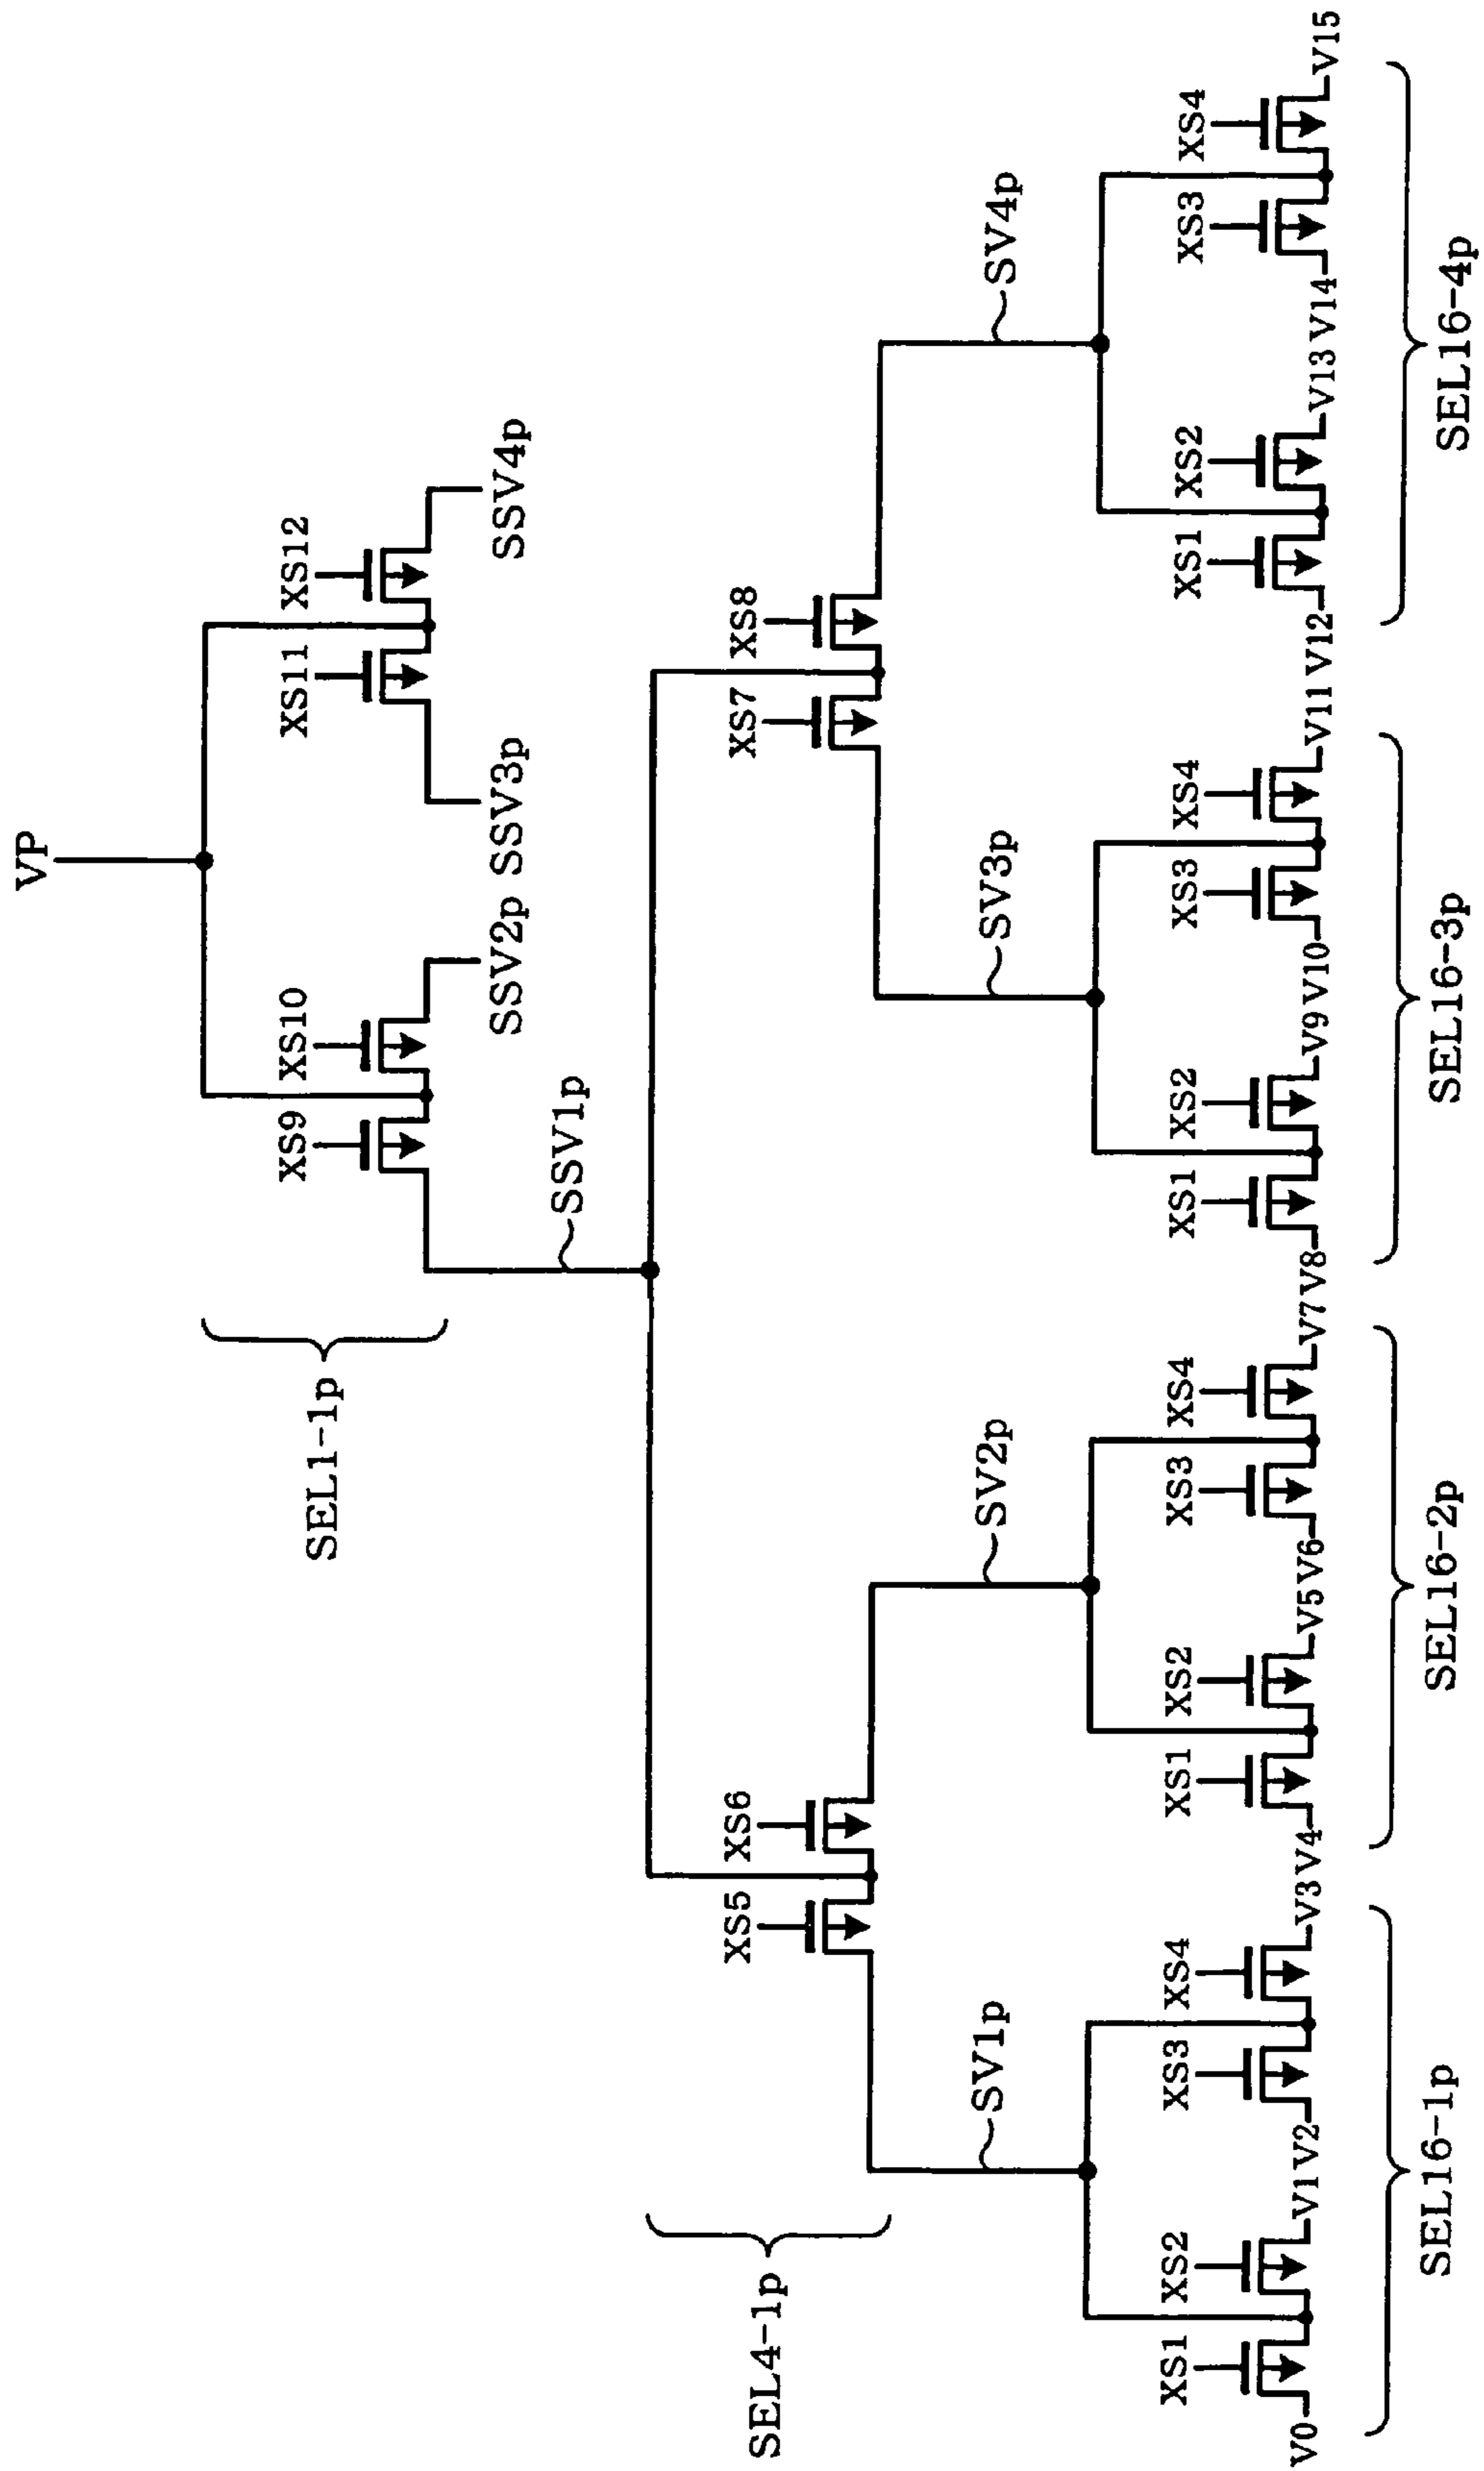 VP
XS9
XS10
XS11
XS12
SEL1-1p
SSV2p
SSV3p
SSV4p
SSV1p
XS5
XS6
XS7
XS8
SEL4-1p
SV1p
SV2p
SV3p
SV4p
XS1
XS2
XS3
XS4
XS1
XS2
XS3
XS4
XS1
XS2
XS3
XS4
XS1
XS2
XS3
XS4
V0
V1
V2
V3
V4
V5
V6
V7
V8
V9
V10
V11
V12
V13
V14
V15
SEL16-1p
SEL16-2p
SEL16-3p
SEL16-4p